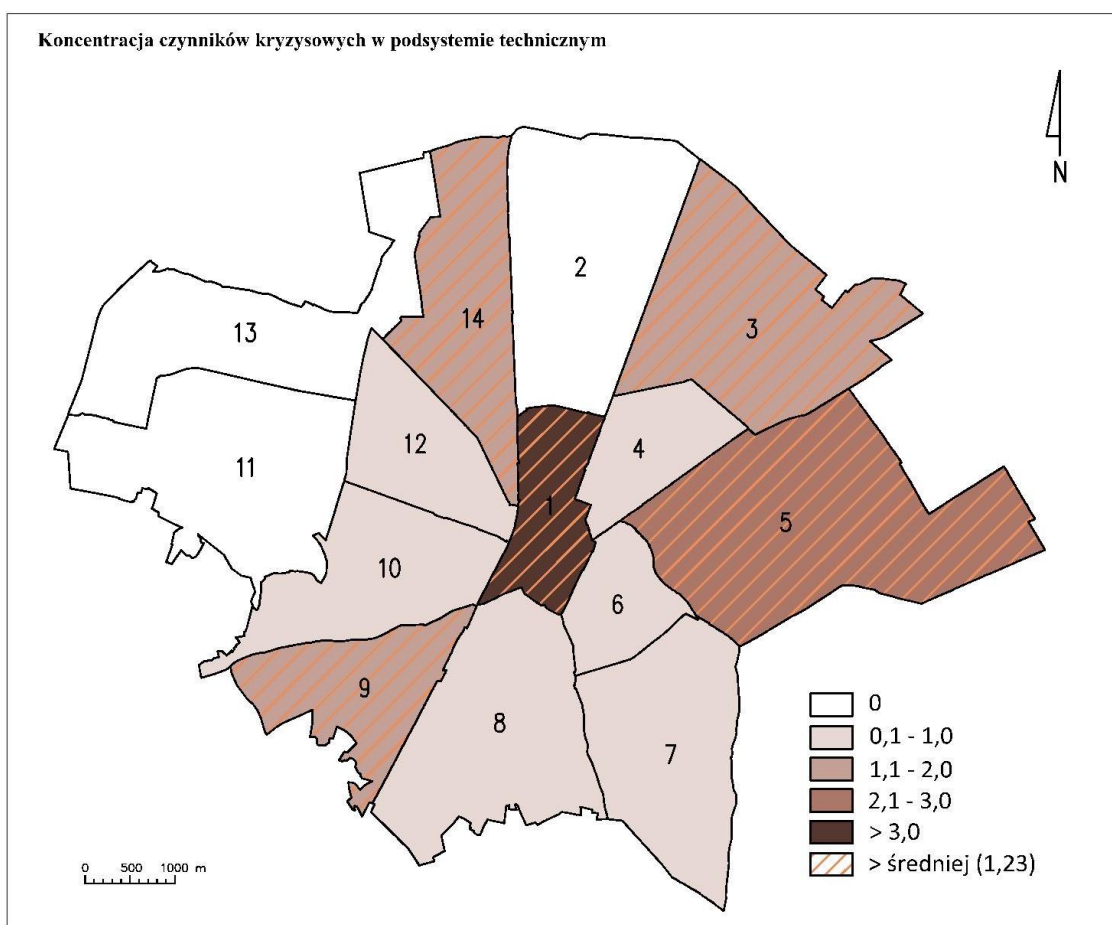 Koncentracja czynników kryzysowych w podsystemie technicznym
N
2
14
3
13
12
4
11
1
5
10
6
9
8
7
0
0,1 - 1,0
1,1 - 2,0
2,1 - 3,0
> 3,0
> średniej (1,23)
0 500 1000 m